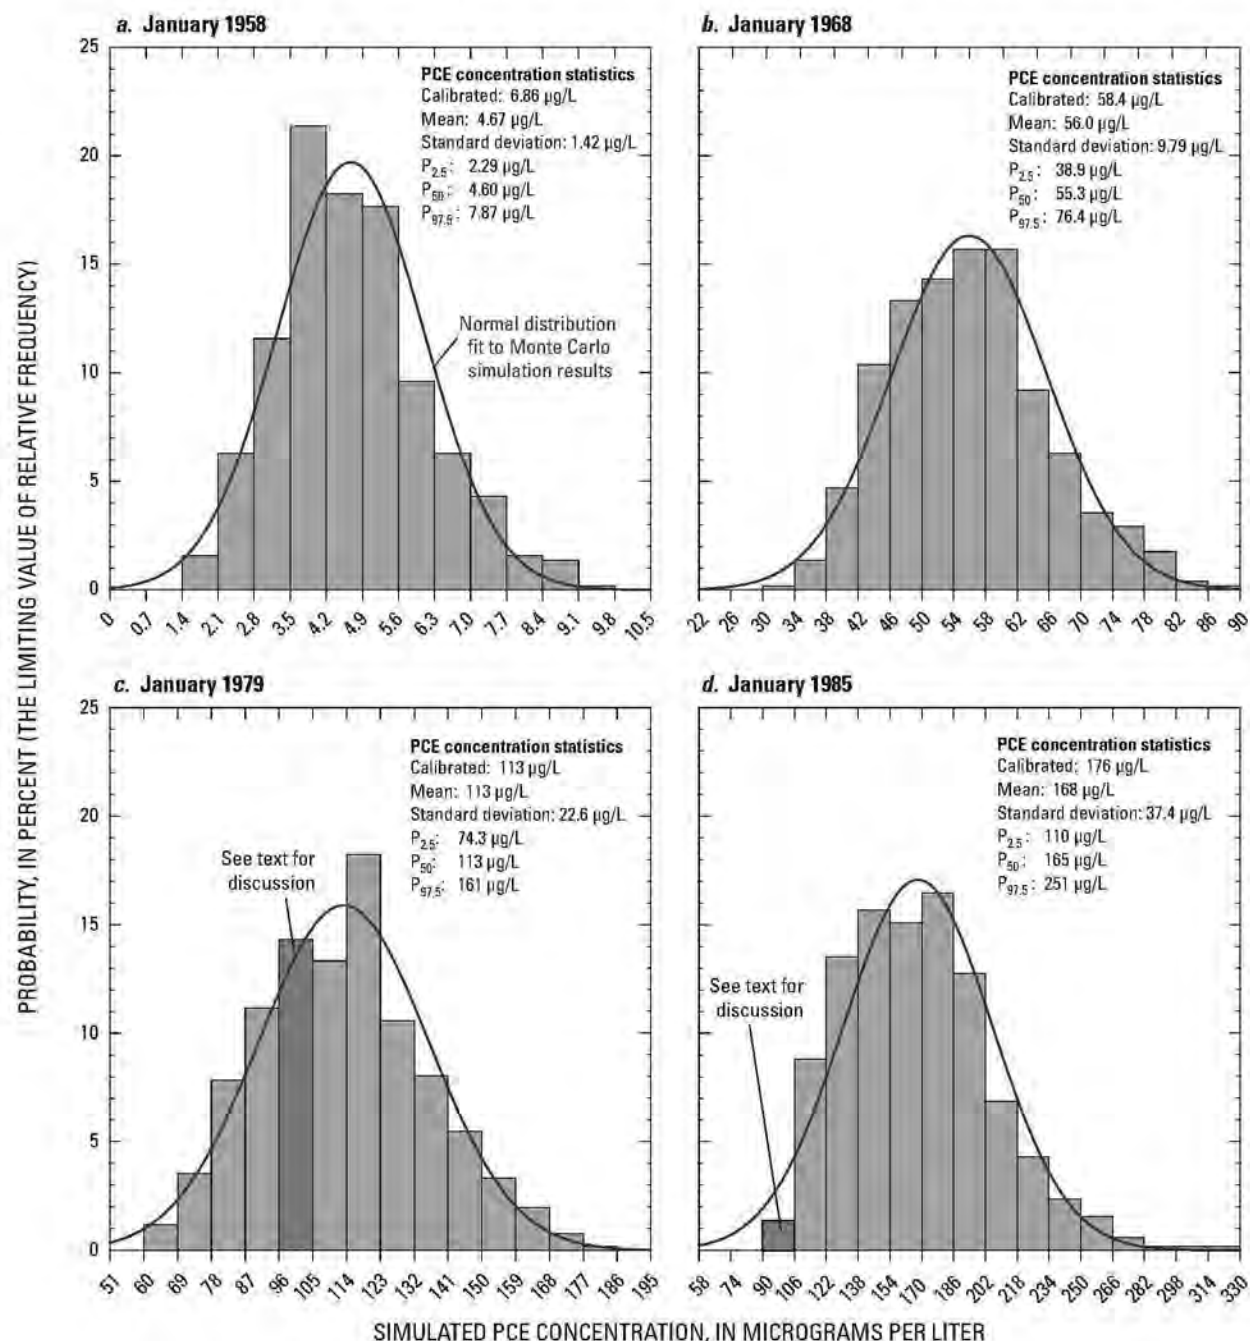 a. January 1958
25
20
15
10
5
0
PCE concentration statistics
Calibrated: 6.86 µg/L
Mean: 4.67 µg/L
Standard deviation: 1.42 µg/L
P2.5: 2.29 µg/L
P50: 4.60 µg/L
P97.5: 7.87 µg/L
Normal distribution
fit to Monte Carlo
simulation results
0 0.7 1.4 2.1 2.8 3.5 4.2 4.9 5.6 6.3 7.0 7.7 8.4 9.1 9.8 10.5
b. January 1968
PCE concentration statistics
Calibrated: 58.4 µg/L
Mean: 56.0 µg/L
Standard deviation: 9.79 µg/L
P2.5: 38.9 µg/L
P50: 55.3 µg/L
P97.5: 76.4 µg/L
22 26 30 34 38 42 46 50 54 58 62 66 70 74 78 82 86 90
PROBABILITY, IN PERCENT (THE LIMITING VALUE OF RELATIVE FREQUENCY)
c. January 1979
25
20
15
10
5
0
PCE concentration statistics
Calibrated: 113 µg/L
Mean: 113 µg/L
Standard deviation: 22.6 µg/L
P2.5: 74.3 µg/L
P50: 113 µg/L
P97.5: 161 µg/L
See text for
discussion
51 60 69 78 87 96 105 114 123 132 141 150 159 168 177 186 195
d. January 1985
PCE concentration statistics
Calibrated: 176 µg/L
Mean: 168 µg/L
Standard deviation: 37.4 µg/L
P2.5: 110 µg/L
P50: 165 µg/L
P97.5: 251 µg/L
See text for
discussion
58 74 90 106 122 138 154 170 186 202 218 234 250 266 282 298 314 330
SIMULATED PCE CONCENTRATION, IN MICROGRAMS PER LITER